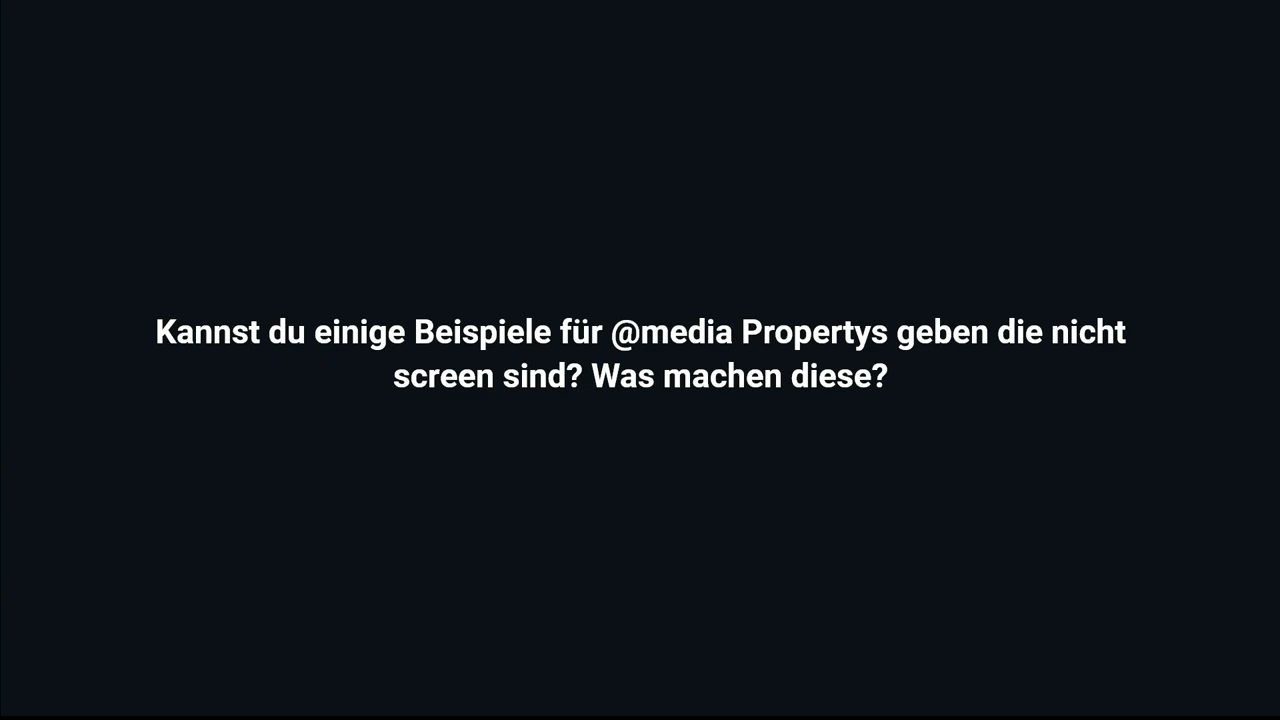 Kannst du einige Beispiele für @media Propertys geben die nicht
screen sind? Was machen diese?